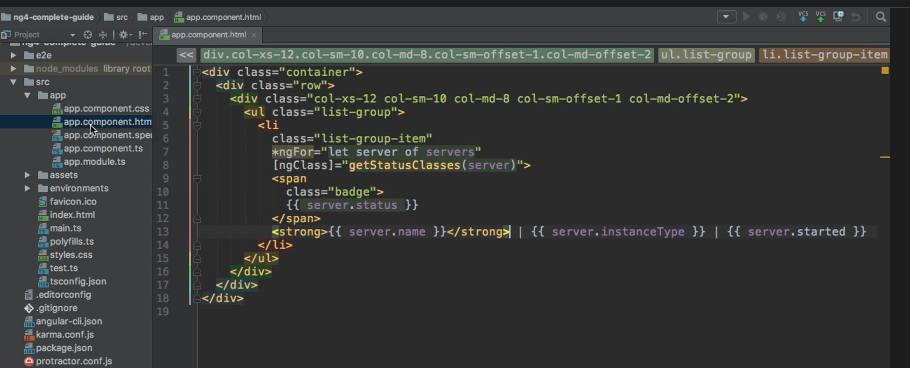 ng4-complete-guide src app app.component.html
Project
app.component.html
ng4-complete-guide
e2e
node_modules library root
src
app
app.component.css
app.component.htm
app.component.spe
app.component.ts
app.module.ts
assets
environments
favicon.ico
index.html
main.ts
polyfills.ts
styles.css
test.ts
tsconfig.json
.editorconfig
.gitignore
angular-cli.json
karma.conf.js
package.json
protractor.conf.js
VCS VCS
<< div.col-xs-12.col-sm-10.col-md-8.col-sm-offset-1.col-md-offset-2 ul.list-group li.list-group-item
1 <div class="container">
2 <div class="row">
3 <div class="col-xs-12 col-sm-10 col-md-8 col-sm-offset-1 col-md-offset-2">
4 <ul class="list-group">
5 <li
6 class="list-group-item"
7 *ngFor="let server of servers"
8 [ngClass]="getStatusClasses(server)">
9 <span
10 class="badge">
11 {{ server.status }}
12 </span>
13 <strong>{{ server.name }}</strong> | {{ server.instanceType }} | {{ server.started }}
14 </li>
15 </ul>
16 </div>
17 </div>
18 </div>
19